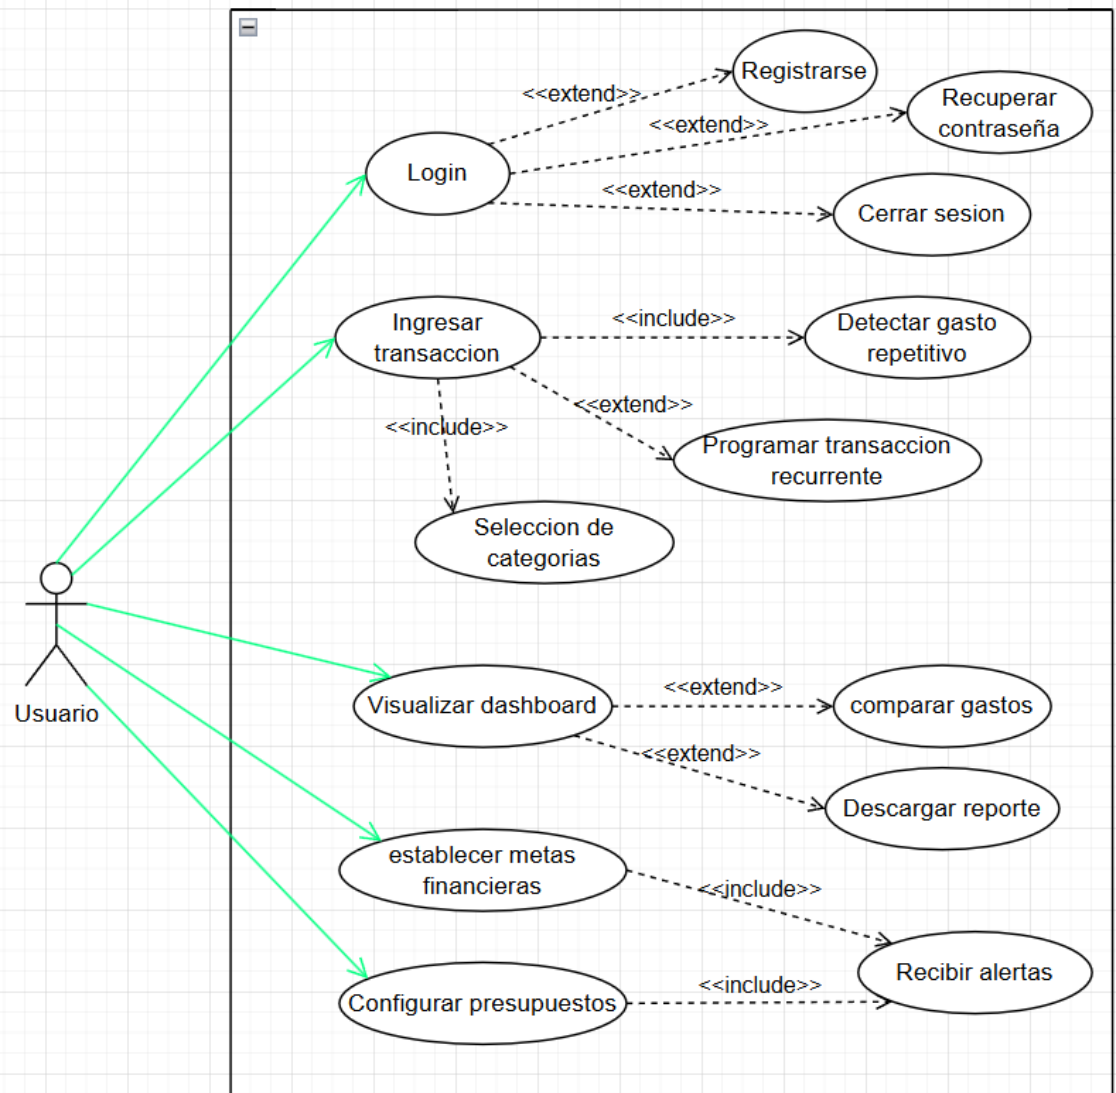 Registrarse
<<extend>>
Recuperar
contraseña
<<extend>>
Login
<<extend>>
Cerrar sesion
Ingresar
transaccion
<<include>>
Detectar gasto
repetitivo
<<extend>>
<<include>>
Programar transaccion
recurrente
Seleccion de
categorias
Usuario
Visualizar dashboard
<<extend>>
comparar gastos
<<extend>>
Descargar reporte
establecer metas
financieras
<<include>>
Recibir alertas
Configurar presupuestos
<<include>>